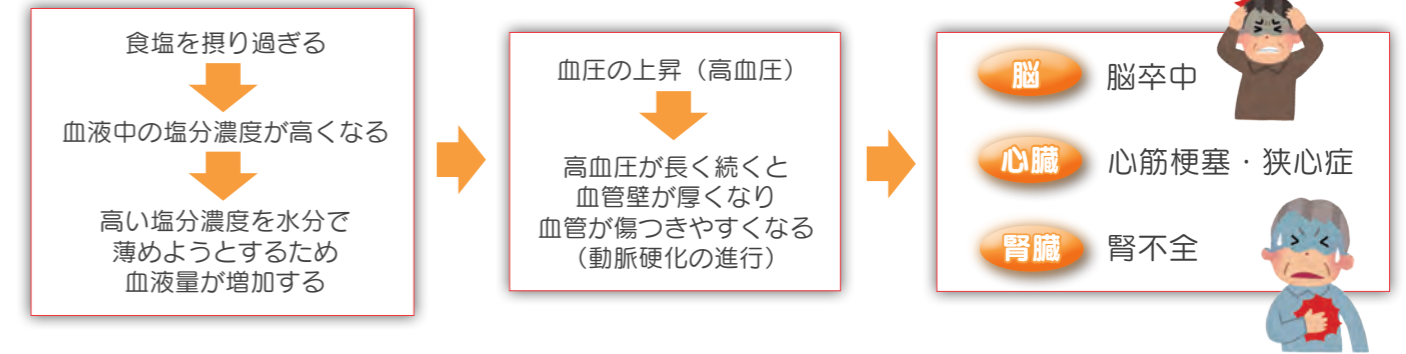 食塩を摂り過ぎる
血液中の塩分濃度が高くなる
高い塩分濃度を水分で
薄めようとするため
血液量が増加する
血圧の上昇（高血圧）
高血圧が長く続くと
血管壁が厚くなり
血管が傷つきやすくなる
（動脈硬化の進行）
脳 脳卒中
心臓 心筋梗塞・狭心症
腎臓 腎不全